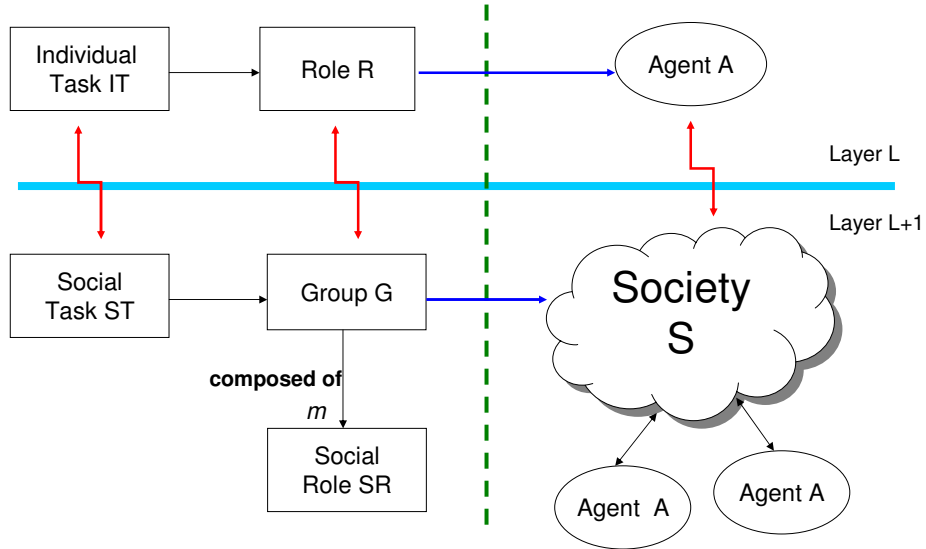 Individual
Task IT
Role R
Agent A
Layer L
Layer L+1
Social
Task ST
Group G
Society
S
composed of
m
Social
Role SR
Agent A
Agent A